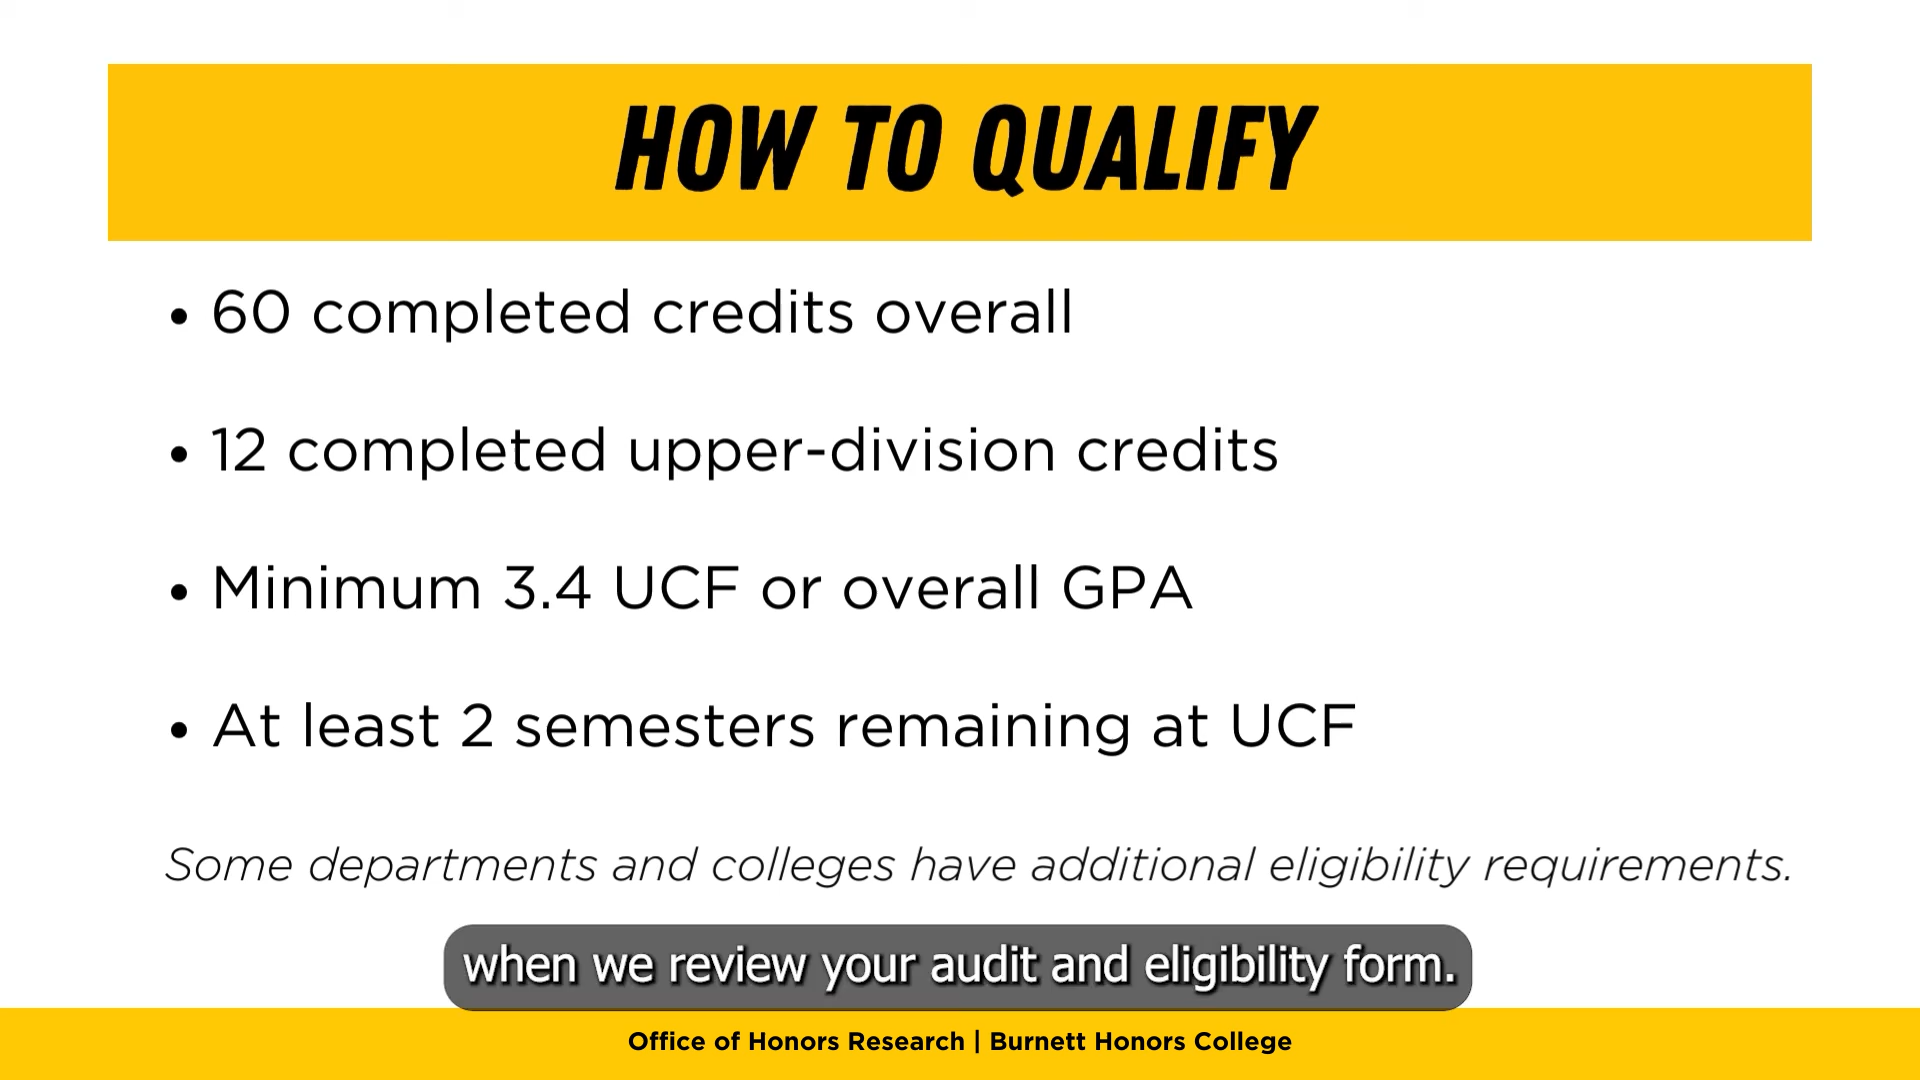 HOW TO QUALIFY
• 60 completed credits overall
• 12 completed upper-division credits
• Minimum 3.4 UCF or overall GPA
• At least 2 semesters remaining at UCF
Some departments and colleges have additional eligibility requirements.
when we review your audit and eligibility form.
Office of Honors Research | Burnett Honors College